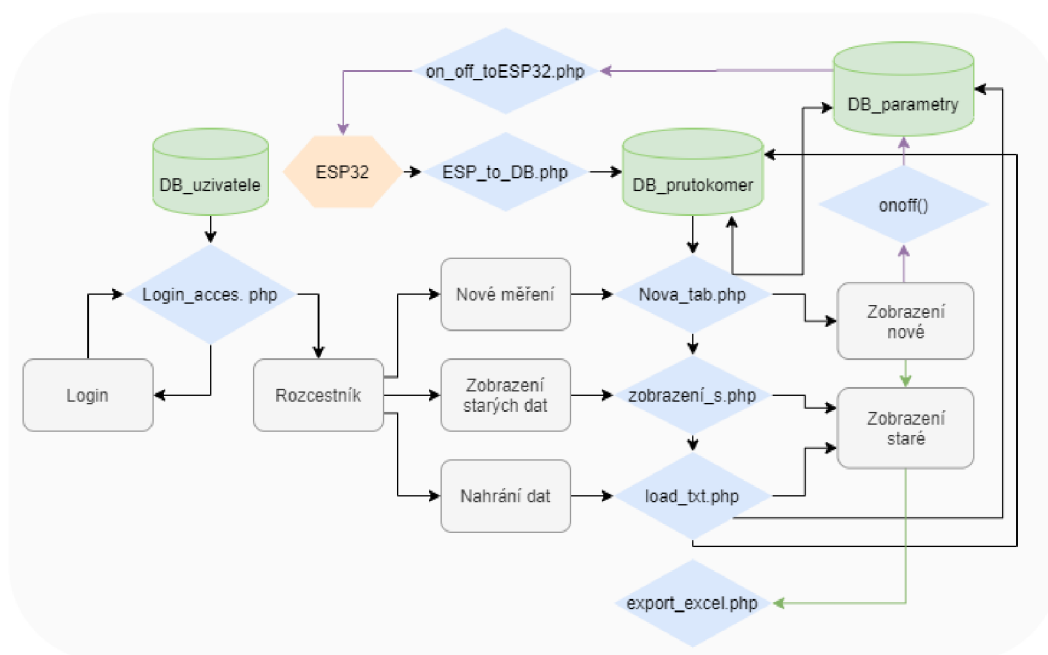 on_off_toESP32.php
DB_parametry
DB_uzivatele
ESP32
ESP_to_DB.php
DB_prutokomer
onoff()
Login_acces. php
Nové měření
Nova_tab.php
Zobrazení
nové
Login
Rozcestník
Zobrazení
starých dat
zobrazení_s.php
Zobrazení
staré
Nahrání dat
load_txt.php
export_excel.php